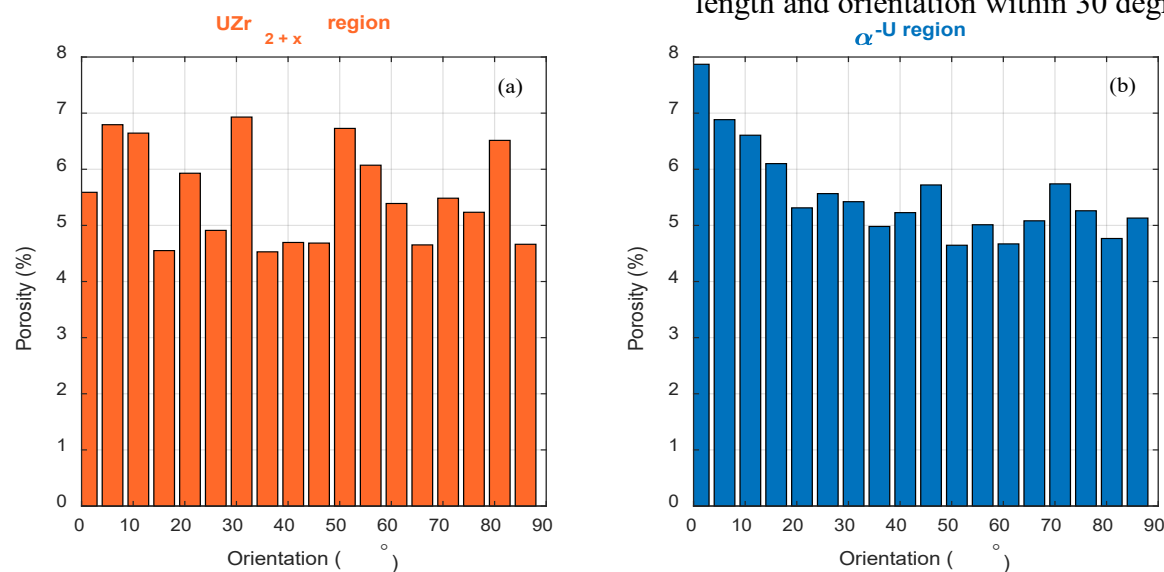 length and orientation within 30 degr
UZr 2 + x region
α-U region
(a)
(b)
8
7
6
5
4
3
2
1
0
Porosity (%)
0 10 20 30 40 50 60 70 80 90
Orientation ( ° )
8
7
6
5
4
3
2
1
0
Porosity (%)
0 10 20 30 40 50 60 70 80 90
Orientation ( ° )